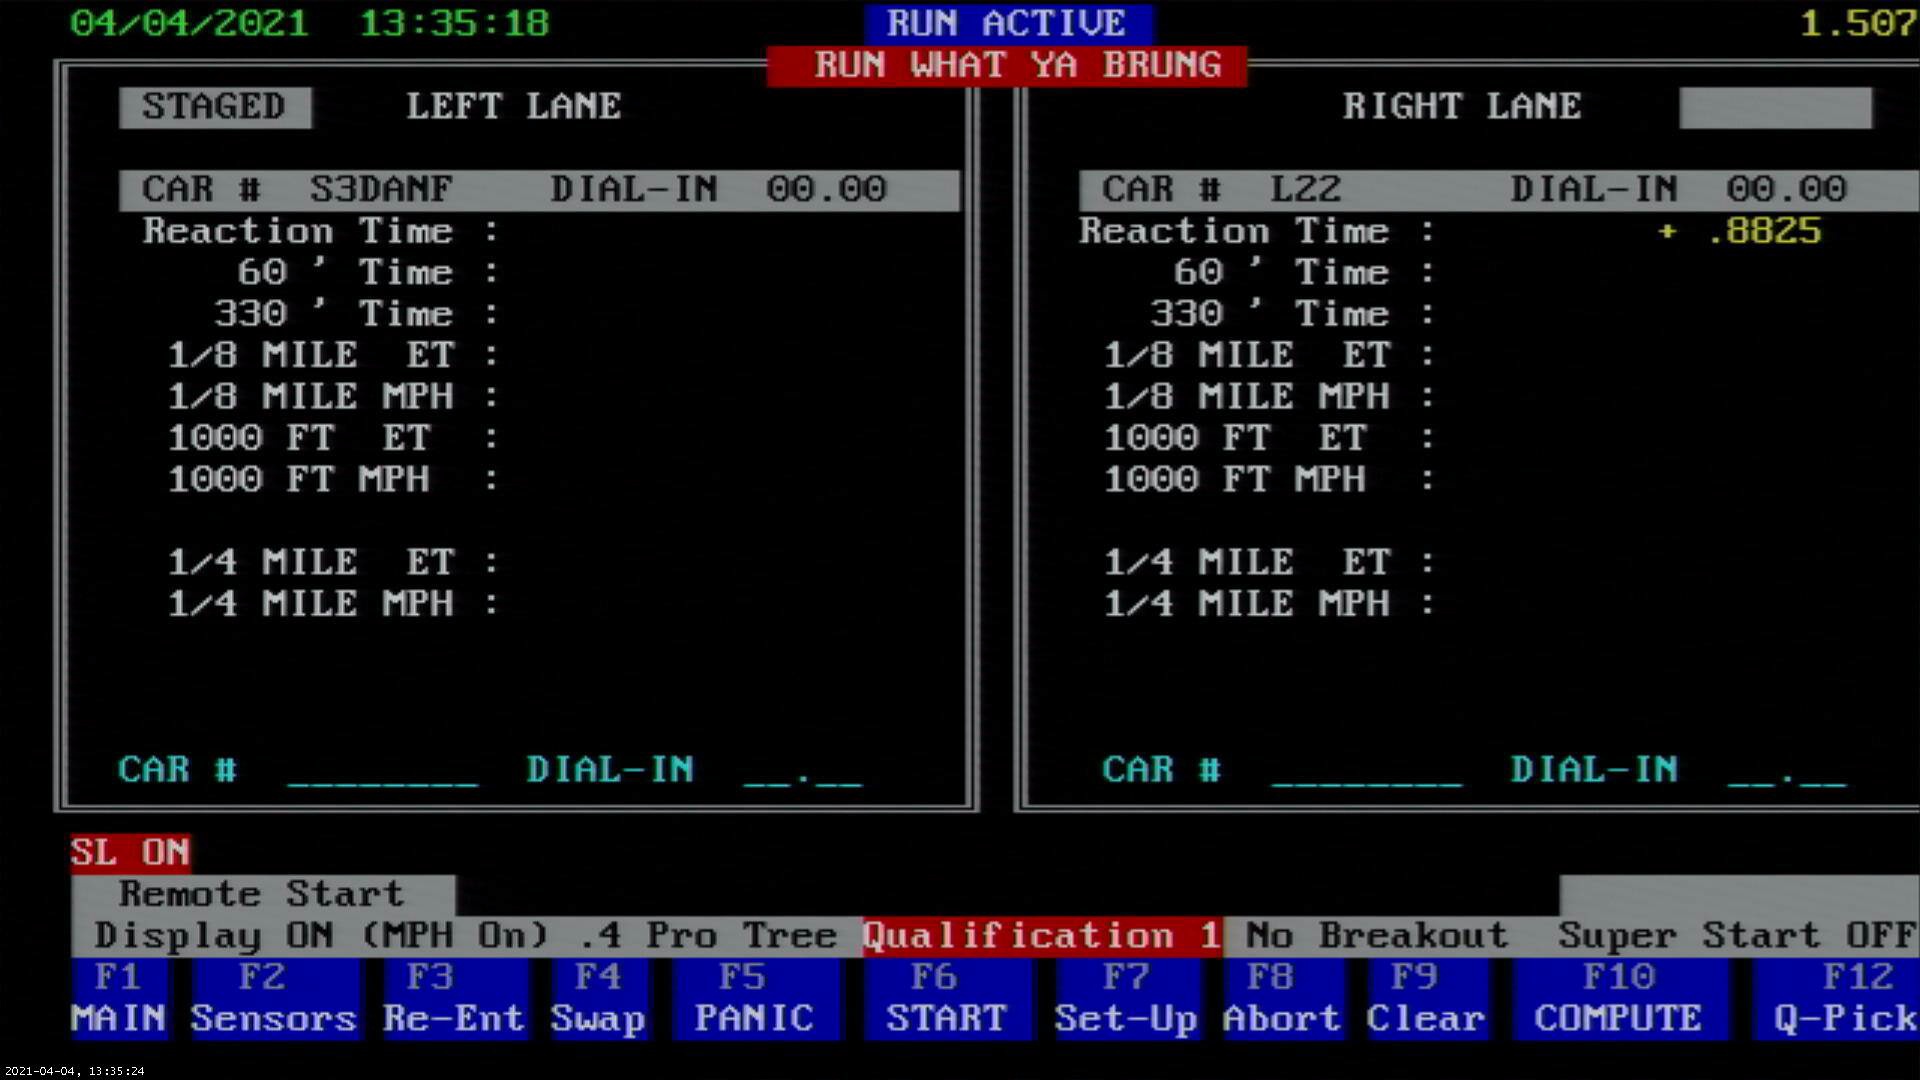 04/04/2021 13:35:18 RUN ACTIVE 1.507
RUN WHAT YA BRUNG
STAGED LEFT LANE
CAR # S3DANF DIAL-IN 00.00
Reaction Time :
60 ' Time :
330 ' Time :
1/8 MILE ET :
1/8 MILE MPH :
1000 FT ET :
1000 FT MPH :
1/4 MILE ET :
1/4 MILE MPH :
CAR # ________ DIAL-IN __.__
RIGHT LANE
CAR # L22 DIAL-IN 00.00
Reaction Time : + .8825
60 ' Time :
330 ' Time :
1/8 MILE ET :
1/8 MILE MPH :
1000 FT ET :
1000 FT MPH :
1/4 MILE ET :
1/4 MILE MPH :
CAR # ________ DIAL-IN __.__
SL ON
Remote Start
Display ON (MPH On) .4 Pro Tree Qualification 1 No Breakout Super Start OFF
F1 F2 F3 F4 F5 F6 F7 F8 F9 F10 F12
MAIN Sensors Re-Ent Swap PANIC START Set-Up Abort Clear COMPUTE Q-Pick
2021-04-04, 13:35:24